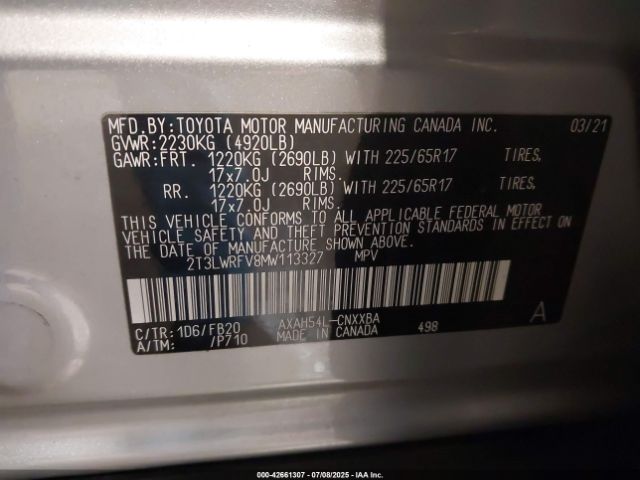 MFD.BY:TOYOTA MOTOR MANUFACTURING CANADA INC. 03/21
GVWR:2230KG (4920LB)
GAWR:FRT. 1220KG (2690LB) WITH 225/65R17 TIRES,
17x7.0J RIMS.
RR. 1220KG (2690LB) WITH 225/65R17 TIRES,
17x7.0J RIMS.
THIS VEHICLE CONFORMS TO ALL APPLICABLE FEDERAL MOTOR
VEHICLE SAFETY AND THEFT PREVENTION STANDARDS IN EFFECT ON
THE DATE OF MANUFACTURE SHOWN ABOVE.
2T3LWRFV8MW113327 MPV
C/TR:1D6/FB20 AXAH54L-CNXXBA 498 A
A/TM: /P710 MADE IN CANADA
000-42661307 - 07/08/2025 - IAAI Inc.